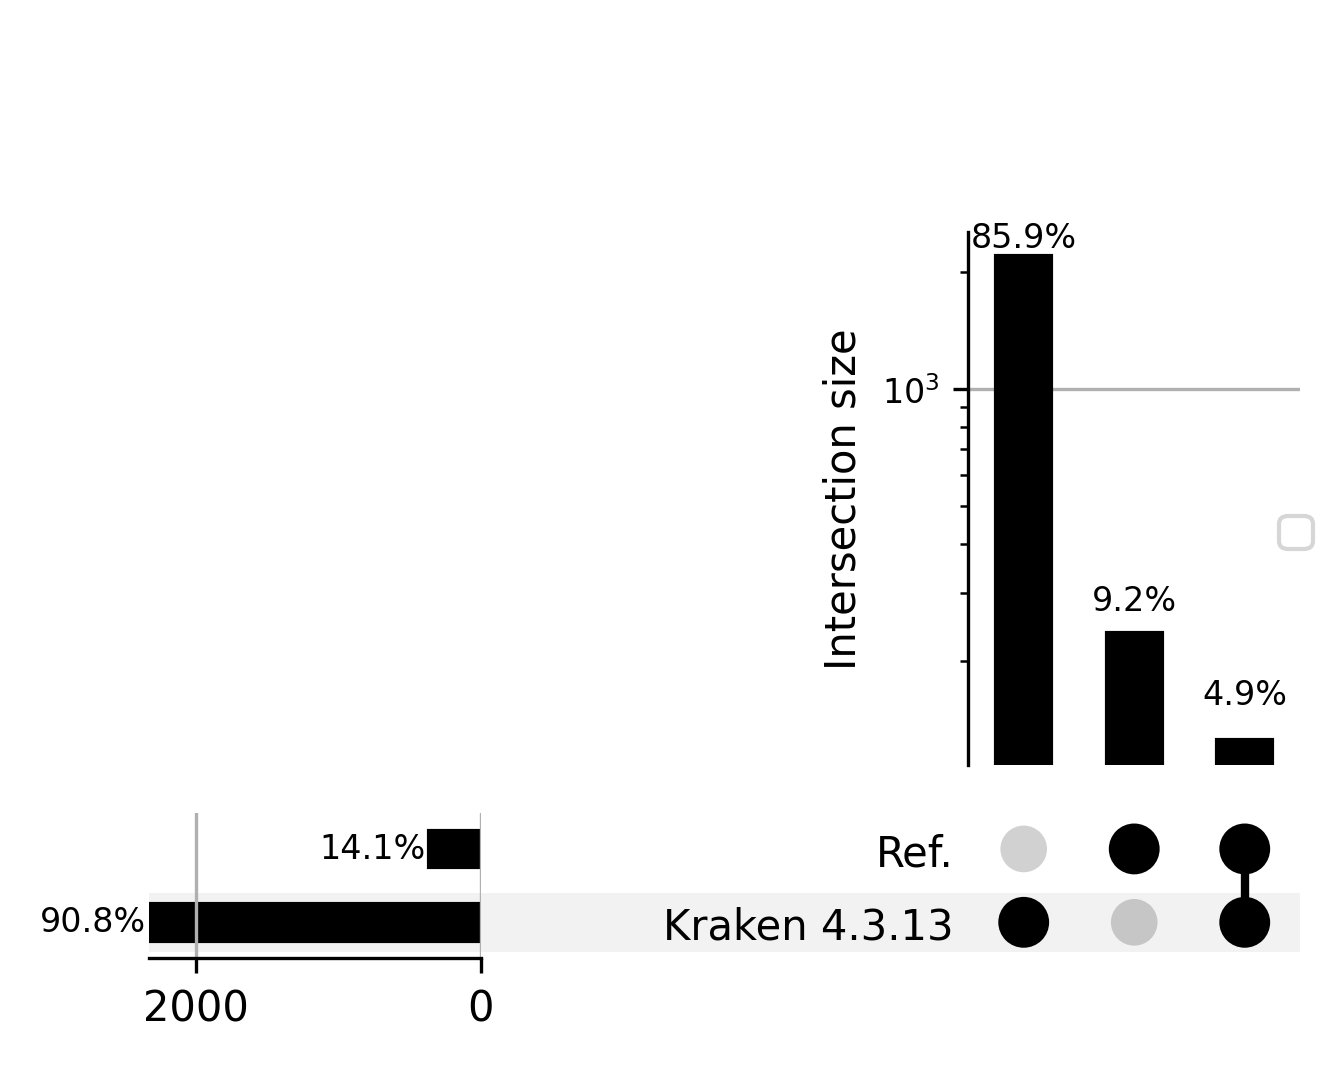 85.9%
Intersection size
10³
9.2%
4.9%
14.1%
Ref.
90.8%
Kraken 4.3.13
2000
0